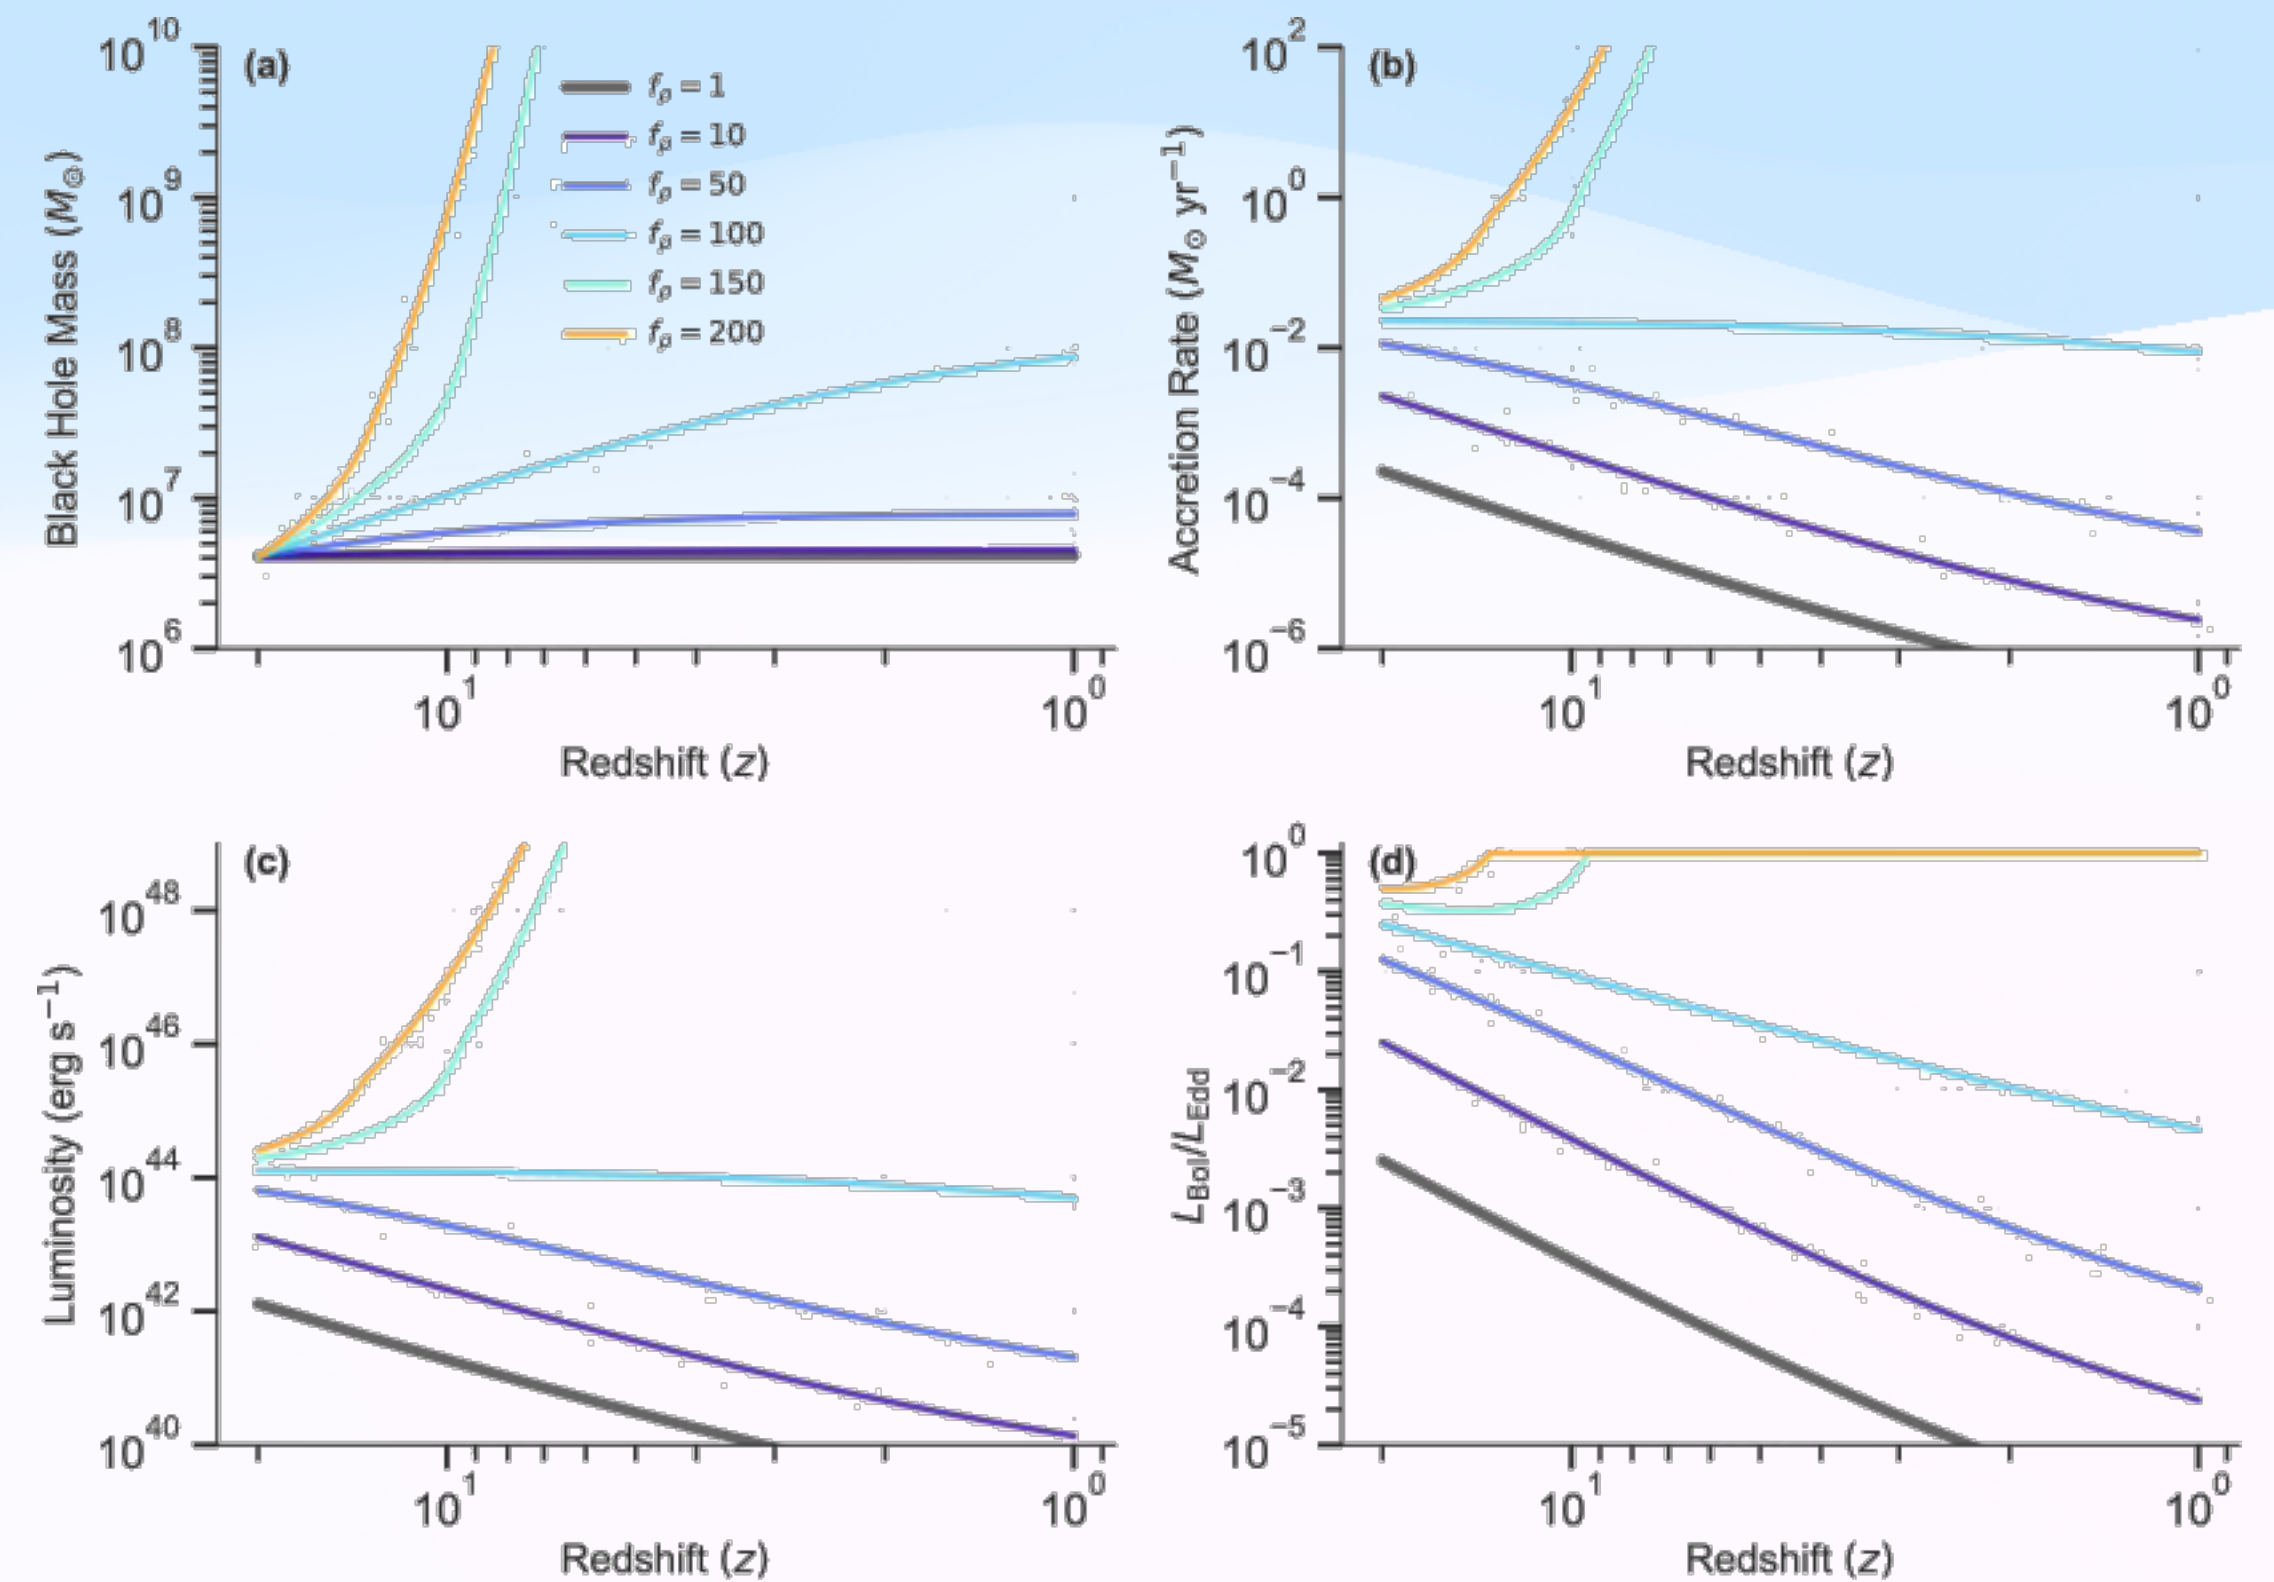 (a)
10^10
10^9
10^8
10^7
10^6
Black Hole Mass (M_⊙)
f_ρ = 1
f_ρ = 10
f_ρ = 50
f_ρ = 100
f_ρ = 150
f_ρ = 200
10^1 10^0
Redshift (z)
(b)
10^2
10^0
10^−2
10^−4
10^−6
Accretion Rate (M_⊙ yr^−1)
10^1 10^0
Redshift (z)
(c)
10^48
10^46
10^44
10^42
10^40
Luminosity (erg s^−1)
10^1 10^0
Redshift (z)
(d)
10^0
10^−1
10^−2
10^−3
10^−4
10^−5
L_Bol/L_Edd
10^1 10^0
Redshift (z)